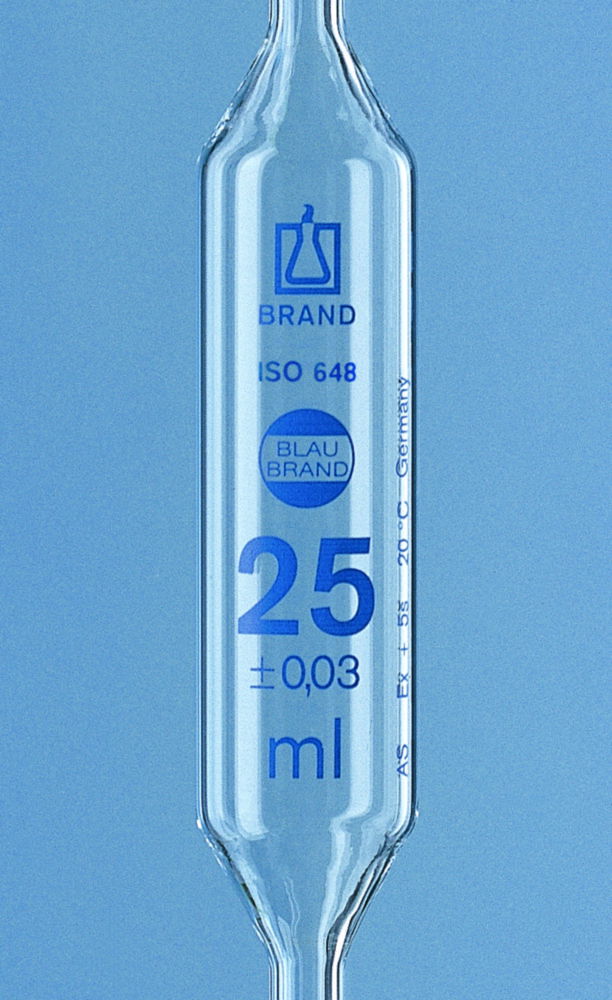 BRAND
ISO 648
BLAU
BRAND
25
±0,03
ml
AS Ex + 5s 20 °C Germany